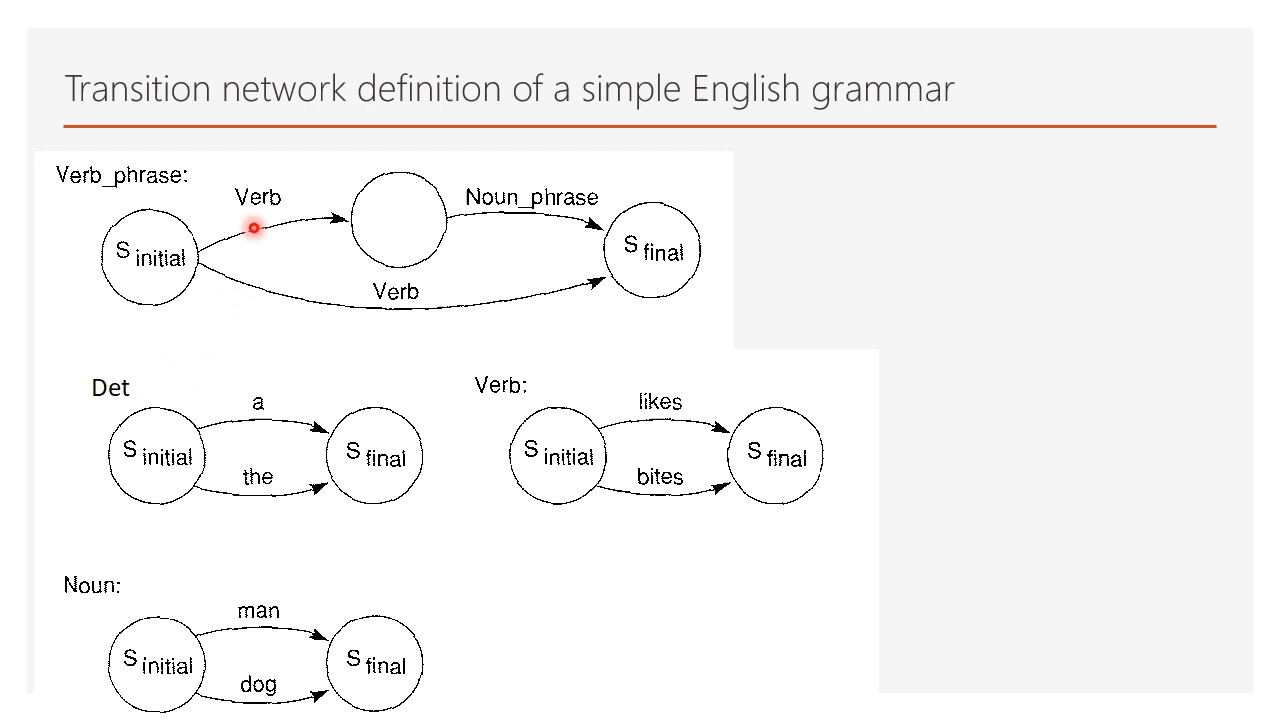 Transition network definition of a simple English grammar
Verb_phrase:
Verb
Noun_phrase
S initial
S final
Verb
Det
a
S initial
S final
the
Verb:
likes
S initial
S final
bites
Noun:
man
S initial
S final
dog